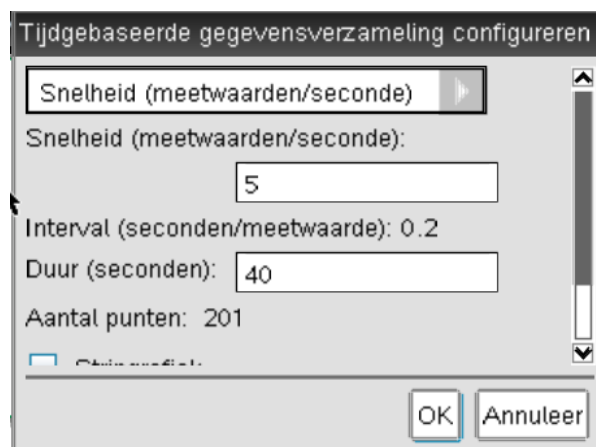 Tijdgebaseerde gegevensverzameling configureren
Snelheid (meetwaarden/seconde)
Snelheid (meetwaarden/seconde):
5
Interval (seconden/meetwaarde): 0.2
Duur (seconden): 40
Aantal punten: 201
OK Annuleer